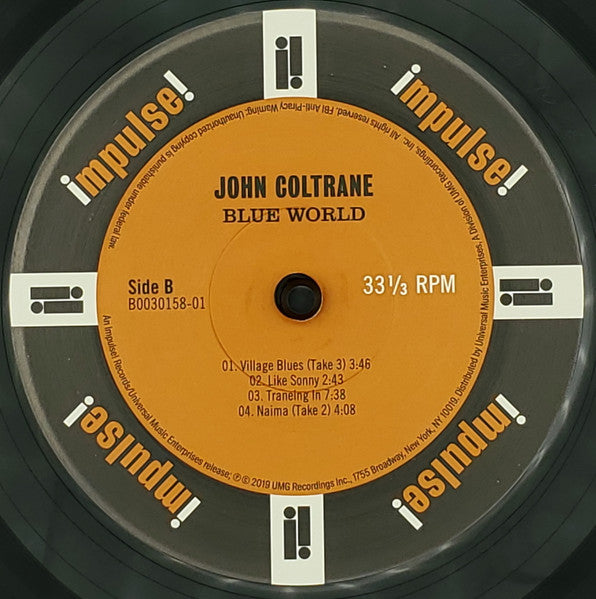 impulse!
impulse!
JOHN COLTRANE
BLUE WORLD
Side B
B0030158-01
33 1/3 RPM
01. Village Blues (Take 3) 3:46
02. Like Sonny 2:43
03. Traneing In 7:38
04. Naima (Take 2) 4:08
An Impulse! Records/Universal Music Enterprises release; ℗ © 2019 UMG Recordings Inc., 1755 Broadway, New York, NY 10019. Distributed by Universal Music Enterprises, A Division of UMG Recordings, Inc. All rights reserved. FBI Anti-Piracy Warning: Unauthorized copying is punishable under federal law.
impulse!
impulse!